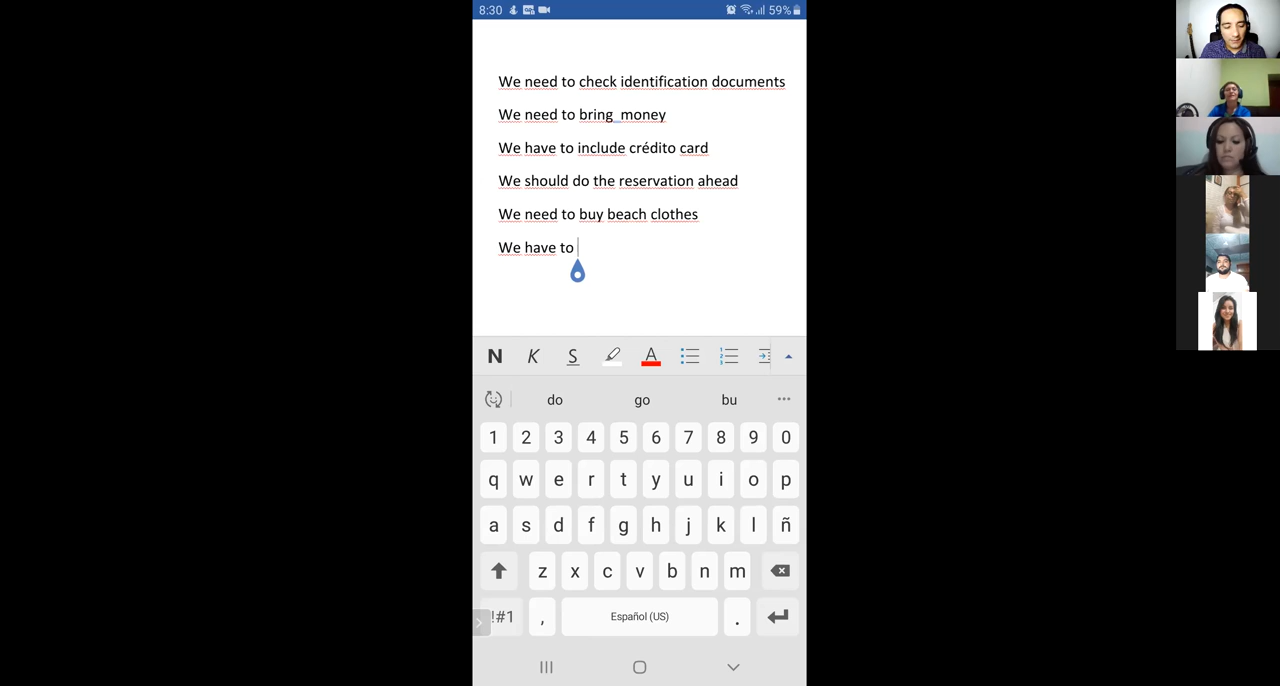 8:30 59%
We need to check identification documents
We need to bring  money
We have to include crédito card
We should do the reservation ahead
We need to buy beach clothes
We have to
N K S A
do go bu
1 2 3 4 5 6 7 8 9 0
q w e r t y u i o p
a s d f g h j k l ñ
z x c v b n m
!#1 , Español (US) .